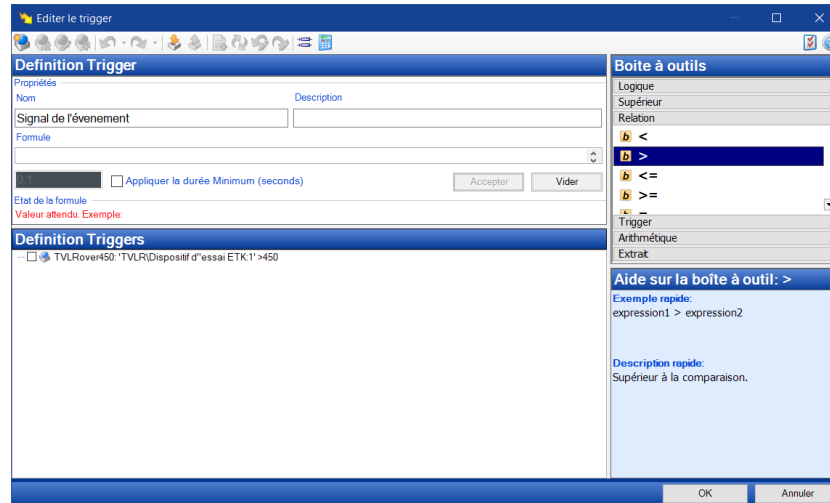 Editer le trigger
Definition Trigger
Propriétés
Nom
Description
Signal de l'évenement
Formule
0.1
Appliquer la durée Minimum (seconds)
Accepter
Vider
Etat de la formule
Valeur attendu. Exemple:
Definition Triggers
TVLRover450: 'TVLR\Dispositif d''essai ETK:1' >450
Boite à outils
Logique
Supérieur
Relation
b <
b >
b <=
b >=
Trigger
Arithmétique
Extrait
Aide sur la boîte à outil: >
Exemple rapide:
expression1 > expression2
Description rapide:
Supérieur à la comparaison.
OK
Annuler